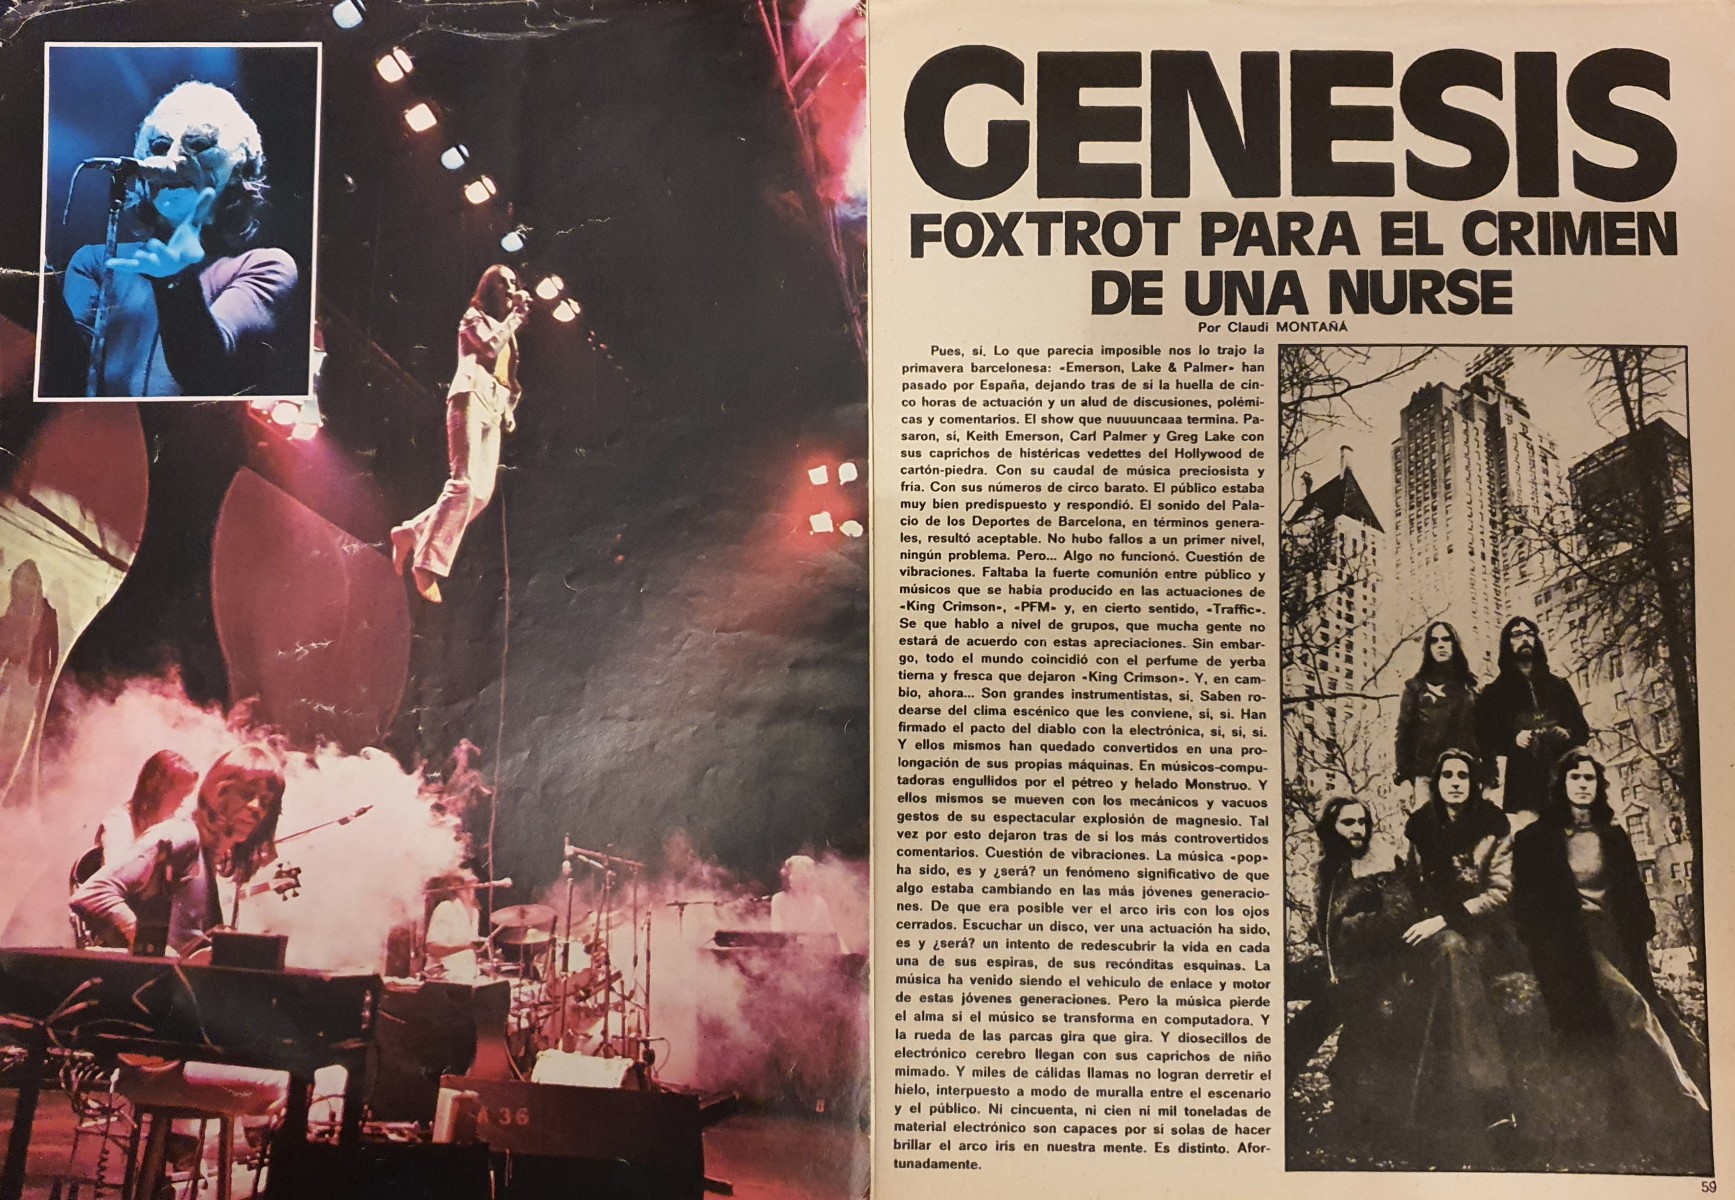 GENESIS
FOXTROT PARA EL CRIMEN
DE UNA NURSE
Por Claudi MONTAÑÁ
Pues, sí. Lo que parecía imposible nos lo trajo la
primavera barcelonesa: «Emerson, Lake & Palmer» han
pasado por España, dejando tras de sí la huella de cin-
co horas de actuación y un alud de discusiones, polémi-
cas y comentarios. El show que nuuuuncaaa termina. Pa-
saron, sí, Keith Emerson, Carl Palmer y Greg Lake con
sus caprichos de histéricas vedettes del Hollywood de
cartón-piedra. Con su caudal de música preciosista y
fría. Con sus números de circo barato. El público estaba
muy bien predispuesto y respondió. El sonido del Pala-
cio de los Deportes de Barcelona, en términos genera-
les, resultó aceptable. No hubo fallos a un primer nivel,
ningún problema. Pero... Algo no funcionó. Cuestión de
vibraciones. Faltaba la fuerte comunión entre público y
músicos que se había producido en las actuaciones de
«King Crimson», «PFM» y, en cierto sentido, «Traffic».
Se que hablo a nivel de grupos, que mucha gente no
estará de acuerdo con estas apreciaciones. Sin embar-
go, todo el mundo coincidió con el perfume de yerba
tierna y fresca que dejaron «King Crimson». Y, en cam-
bio, ahora... Son grandes instrumentistas, sí. Saben ro-
dearse del clima escénico que les conviene, sí, sí. Han
firmado el pacto del diablo con la electrónica, sí, sí, sí.
Y ellos mismos han quedado convertidos en una pro-
longación de sus propias máquinas. En músicos-compu-
tadoras engullidos por el pétreo y helado Monstruo. Y
ellos mismos se mueven con los mecánicos y vacuos
gestos de su espectacular explosión de magnesio. Tal
vez por esto dejaron tras de sí los más controvertidos
comentarios. Cuestión de vibraciones. La música «pop»
ha sido, es y ¿será? un fenómeno significativo de que
algo estaba cambiando en las más jóvenes generacio-
nes. De que era posible ver el arco iris con los ojos
cerrados. Escuchar un disco, ver una actuación ha sido,
es y ¿será? un intento de redescubrir la vida en cada
una de sus espiras, de sus recónditas esquinas. La
música ha venido siendo el vehículo de enlace y motor
de estas jóvenes generaciones. Pero la música pierde
el alma si el músico se transforma en computadora. Y
la rueda de las parcas gira que gira. Y diosecillos de
electrónico cerebro llegan con sus caprichos de niño
mimado. Y miles de cálidas llamas no logran derretir el
hielo, interpuesto a modo de muralla entre el escenario
y el público. Ni cincuenta, ni cien ni mil toneladas de
material electrónico son capaces por sí solas de hacer
brillar el arco iris en nuestra mente. Es distinto. Afor-
tunadamente.
A 36
59